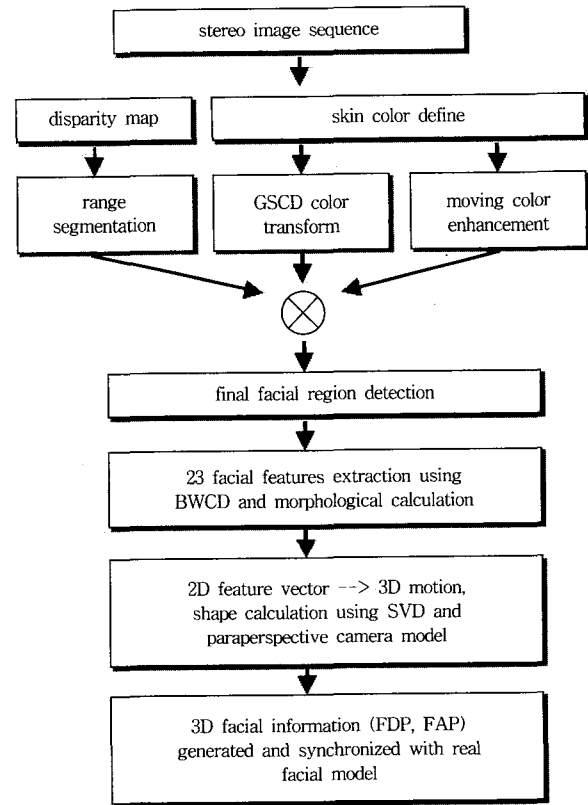 stereo image sequence
disparity map
skin color define
range
segmentation
GSCD color
transform
moving color
enhancement
final facial region detection
23 facial features extraction using
BWCD and morphological calculation
2D feature vector --> 3D motion,
shape calculation using SVD and
paraperspective camera model
3D facial information (FDP, FAP)
generated and synchronized with real
facial model